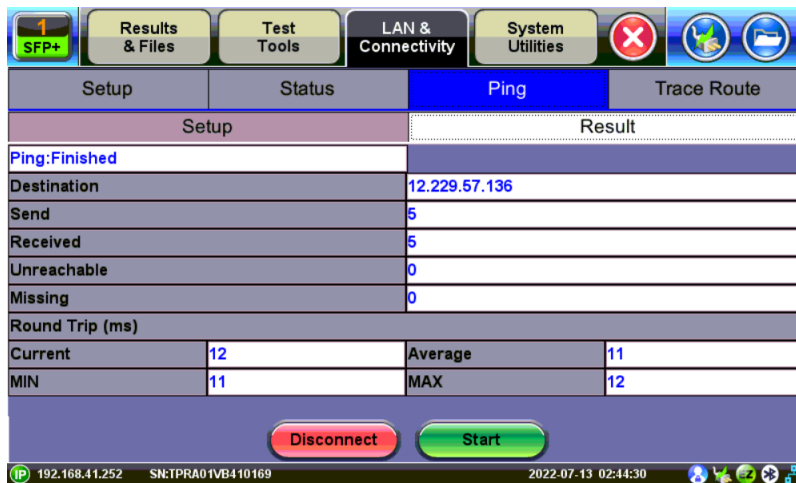 1
SFP+
Results
& Files
Test
Tools
LAN &
Connectivity
System
Utilities
Setup Status Ping Trace Route
Setup Result
Ping:Finished
Destination 12.229.57.136
Send 5
Received 5
Unreachable 0
Missing 0
Round Trip (ms)
Current 12 Average 11
MIN 11 MAX 12
Disconnect Start
IP 192.168.41.252 SN:TPRA01VB410169 2022-07-13 02:44:30 Z